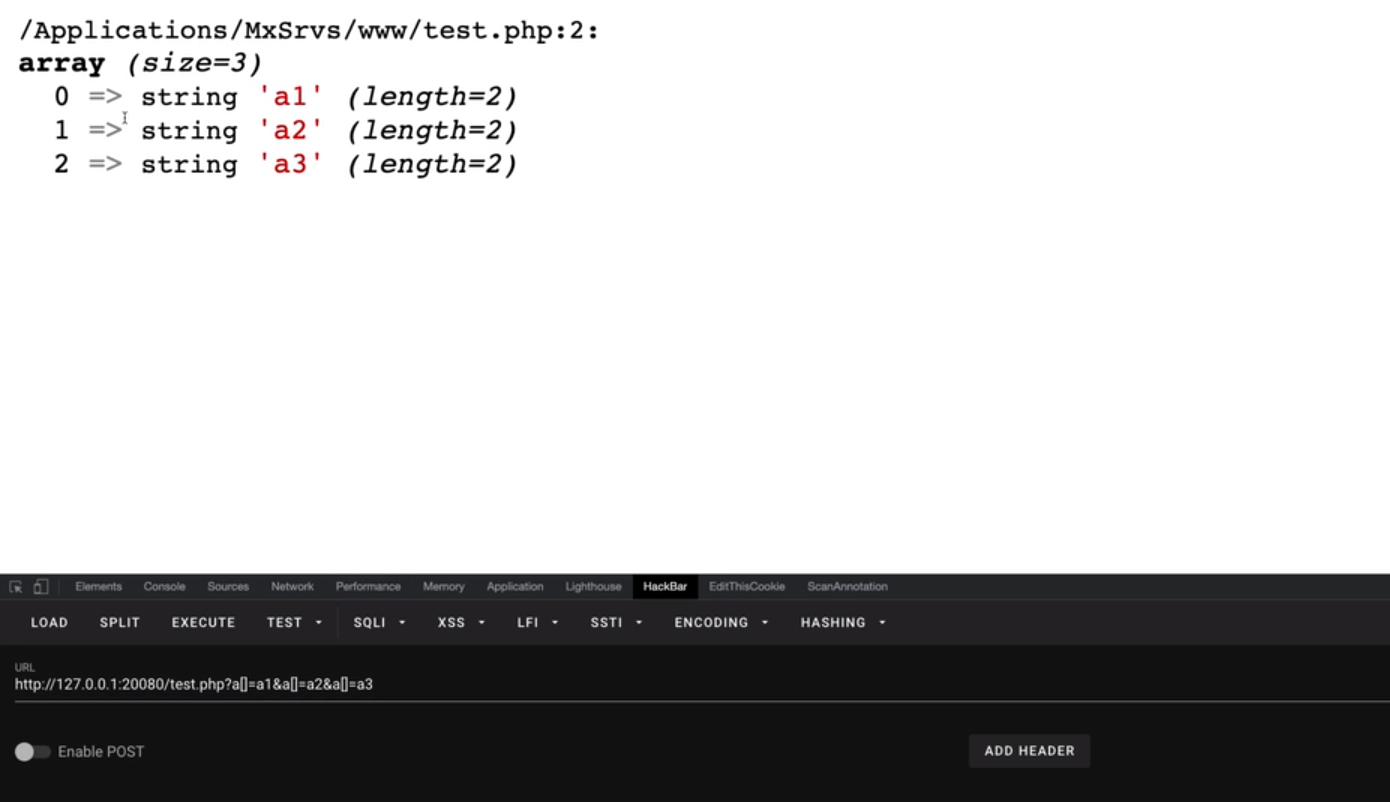 /Applications/MxSrvs/www/test.php:2:
array (size=3)
0 => string 'a1' (length=2)
1 => string 'a2' (length=2)
2 => string 'a3' (length=2)
Elements Console Sources Network Performance Memory Application Lighthouse HackBar EditThisCookie ScanAnnotation
LOAD SPLIT EXECUTE TEST SQLI XSS LFI SSTI ENCODING HASHING
URL
http://127.0.0.1:20080/test.php?a[]=a1&a[]=a2&a[]=a3
Enable POST ADD HEADER